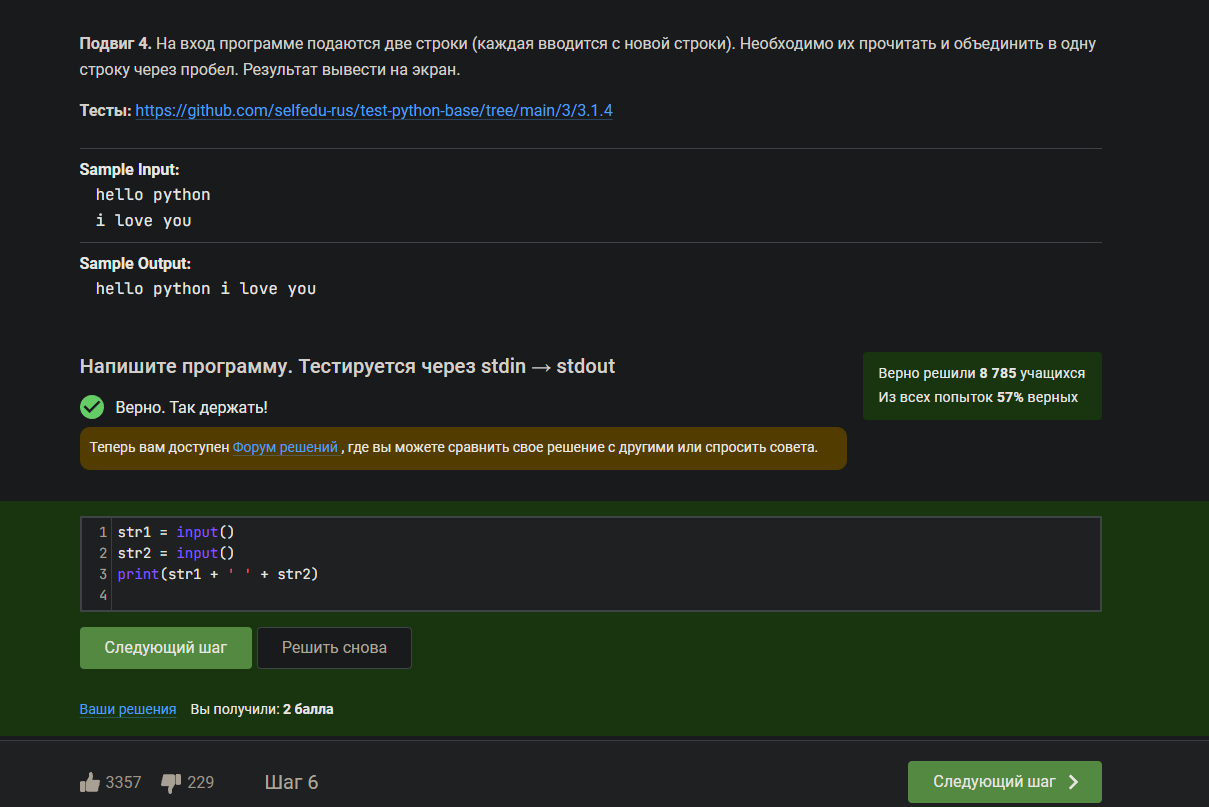 Подвиг 4. На вход программе подаются две строки (каждая вводится с новой строки). Необходимо их прочитать и объединить в одну
строку через пробел. Результат вывести на экран.
Тесты: https://github.com/selfedu-rus/test-python-base/tree/main/3/3.1.4
Sample Input:
hello python
i love you
Sample Output:
hello python i love you
Напишите программу. Тестируется через stdin → stdout
Верно решили 8 785 учащихся
Из всех попыток 57% верных
Верно. Так держать!
Теперь вам доступен Форум решений , где вы можете сравнить свое решение с другими или спросить совета.
1 str1 = input()
2 str2 = input()
3 print(str1 + ' ' + str2)
4
Следующий шаг Решить снова
Ваши решения Вы получили: 2 балла
3357 229 Шаг 6 Следующий шаг